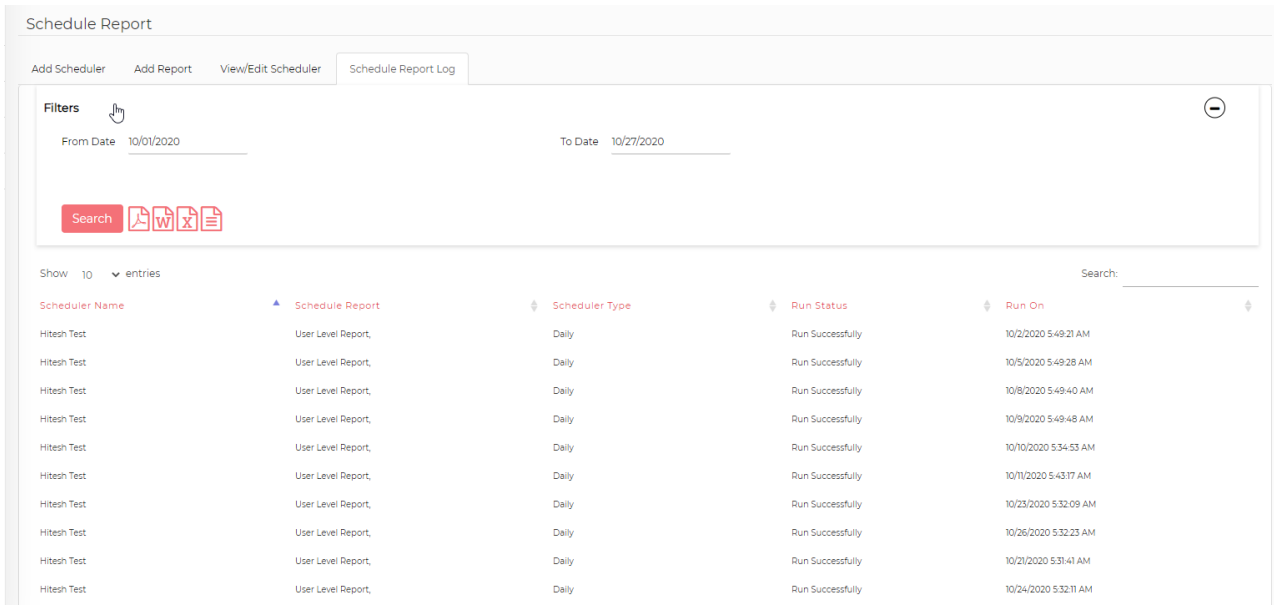 Schedule Report
Add Scheduler Add Report View/Edit Scheduler Schedule Report Log
Filters
From Date 10/01/2020 To Date 10/27/2020
Search W X
Show 10 entries Search:
Scheduler Name Schedule Report Scheduler Type Run Status Run On
Hitesh Test User Level Report, Daily Run Successfully 10/2/2020 5:49:21 AM
Hitesh Test User Level Report, Daily Run Successfully 10/5/2020 5:49:28 AM
Hitesh Test User Level Report, Daily Run Successfully 10/8/2020 5:49:40 AM
Hitesh Test User Level Report, Daily Run Successfully 10/9/2020 5:49:48 AM
Hitesh Test User Level Report, Daily Run Successfully 10/10/2020 5:34:53 AM
Hitesh Test User Level Report, Daily Run Successfully 10/11/2020 5:43:17 AM
Hitesh Test User Level Report, Daily Run Successfully 10/23/2020 5:32:09 AM
Hitesh Test User Level Report, Daily Run Successfully 10/26/2020 5:32:23 AM
Hitesh Test User Level Report, Daily Run Successfully 10/21/2020 5:31:41 AM
Hitesh Test User Level Report, Daily Run Successfully 10/24/2020 5:32:11 AM